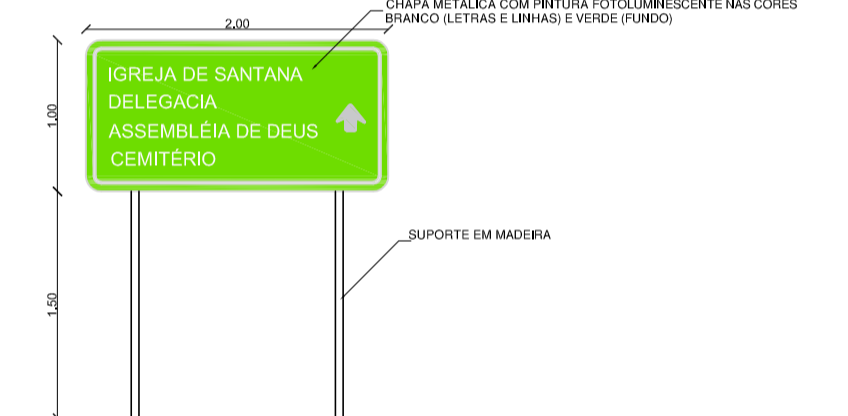 CHAPA METÁLICA COM PINTURA FOTOLUMINESCENTE NAS CORES
BRANCO (LETRAS E LINHAS) E VERDE (FUNDO)
2.00
IGREJA DE SANTANA
DELEGACIA
ASSEMBLÉIA DE DEUS
CEMITÉRIO
1.00
SUPORTE EM MADEIRA
1.50